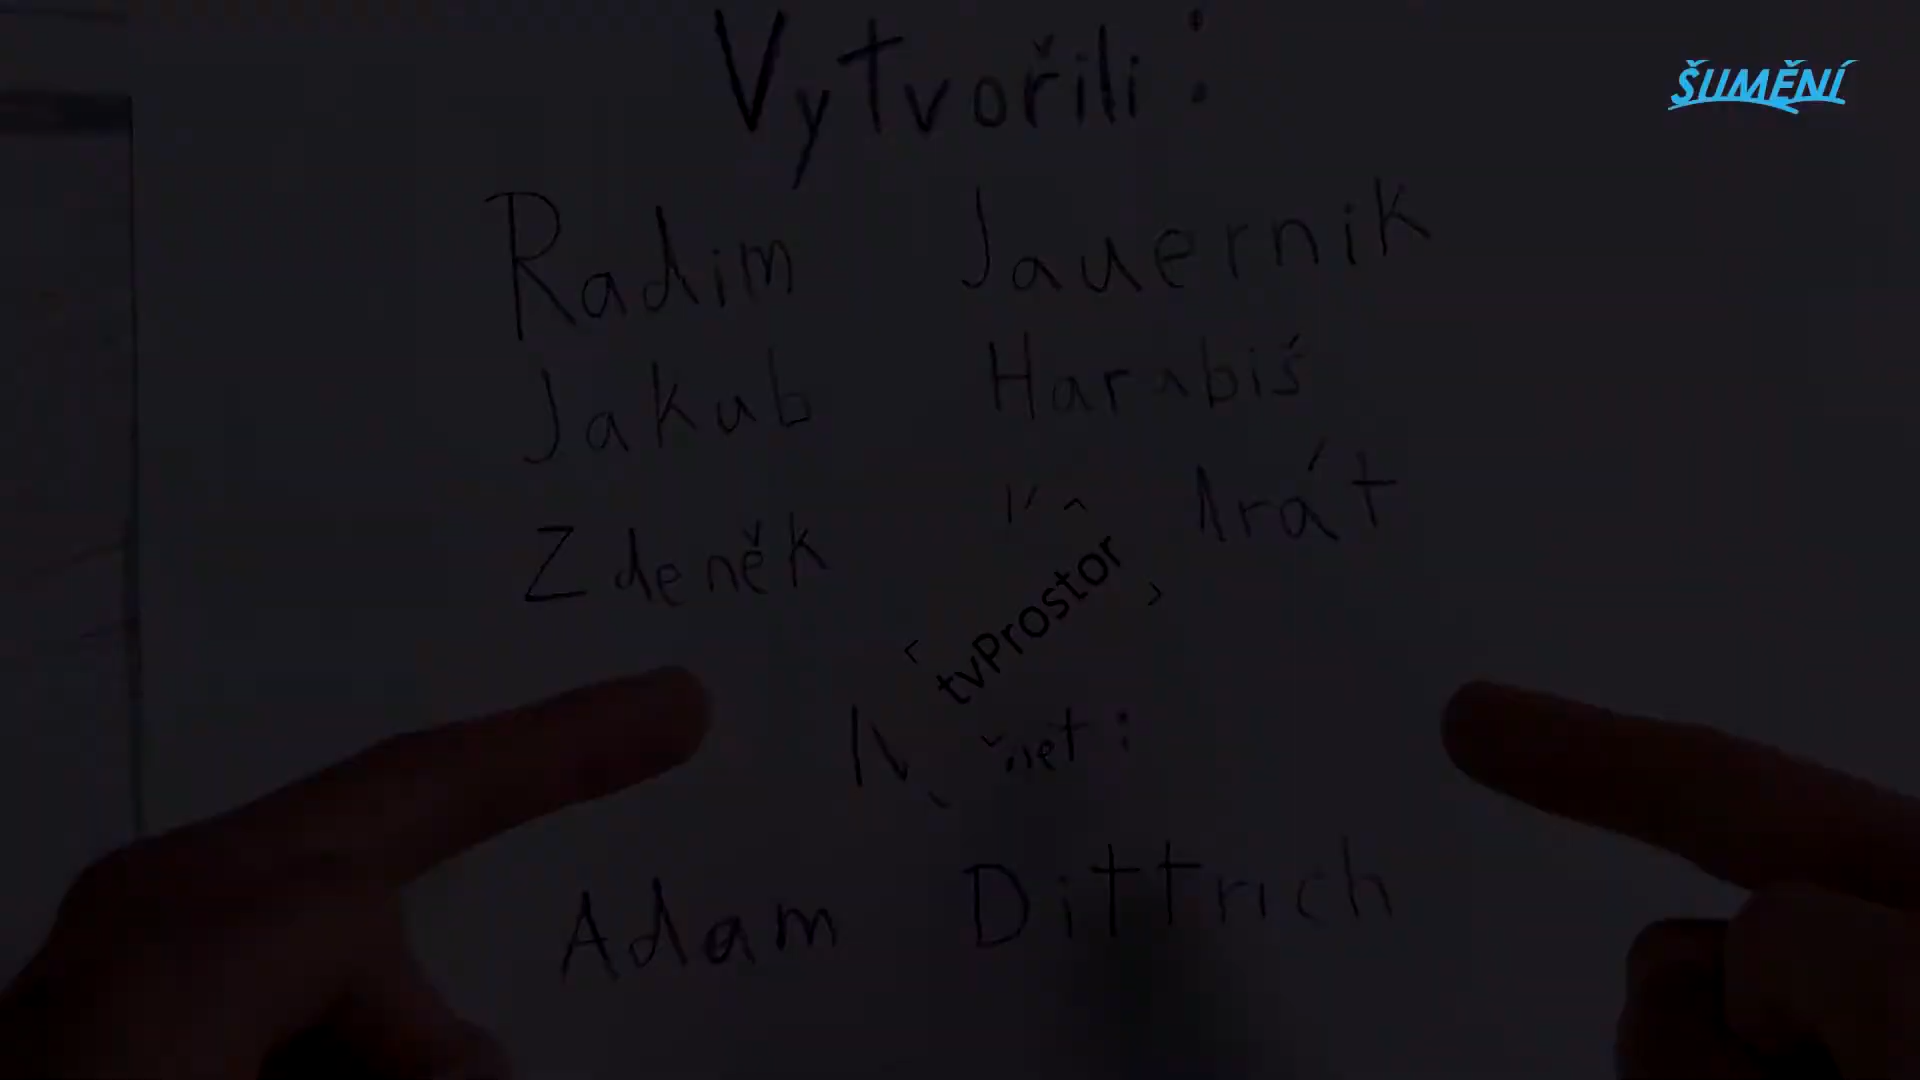 Vytvořili:
ŠUMĚNÍ
Radim Jauernik
Jakub Harabiš
Zdeněk
tvProstor
Adam Dittrich